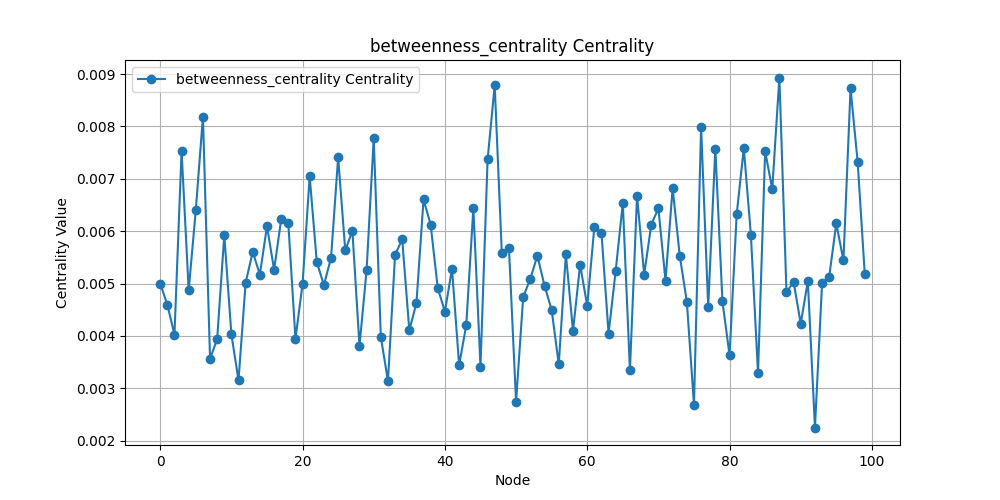 betweenness_centrality Centrality
betweenness_centrality Centrality
0.009
0.008
0.007
0.006
0.005
0.004
0.003
0.002
Centrality Value
0 20 40 60 80 100
Node